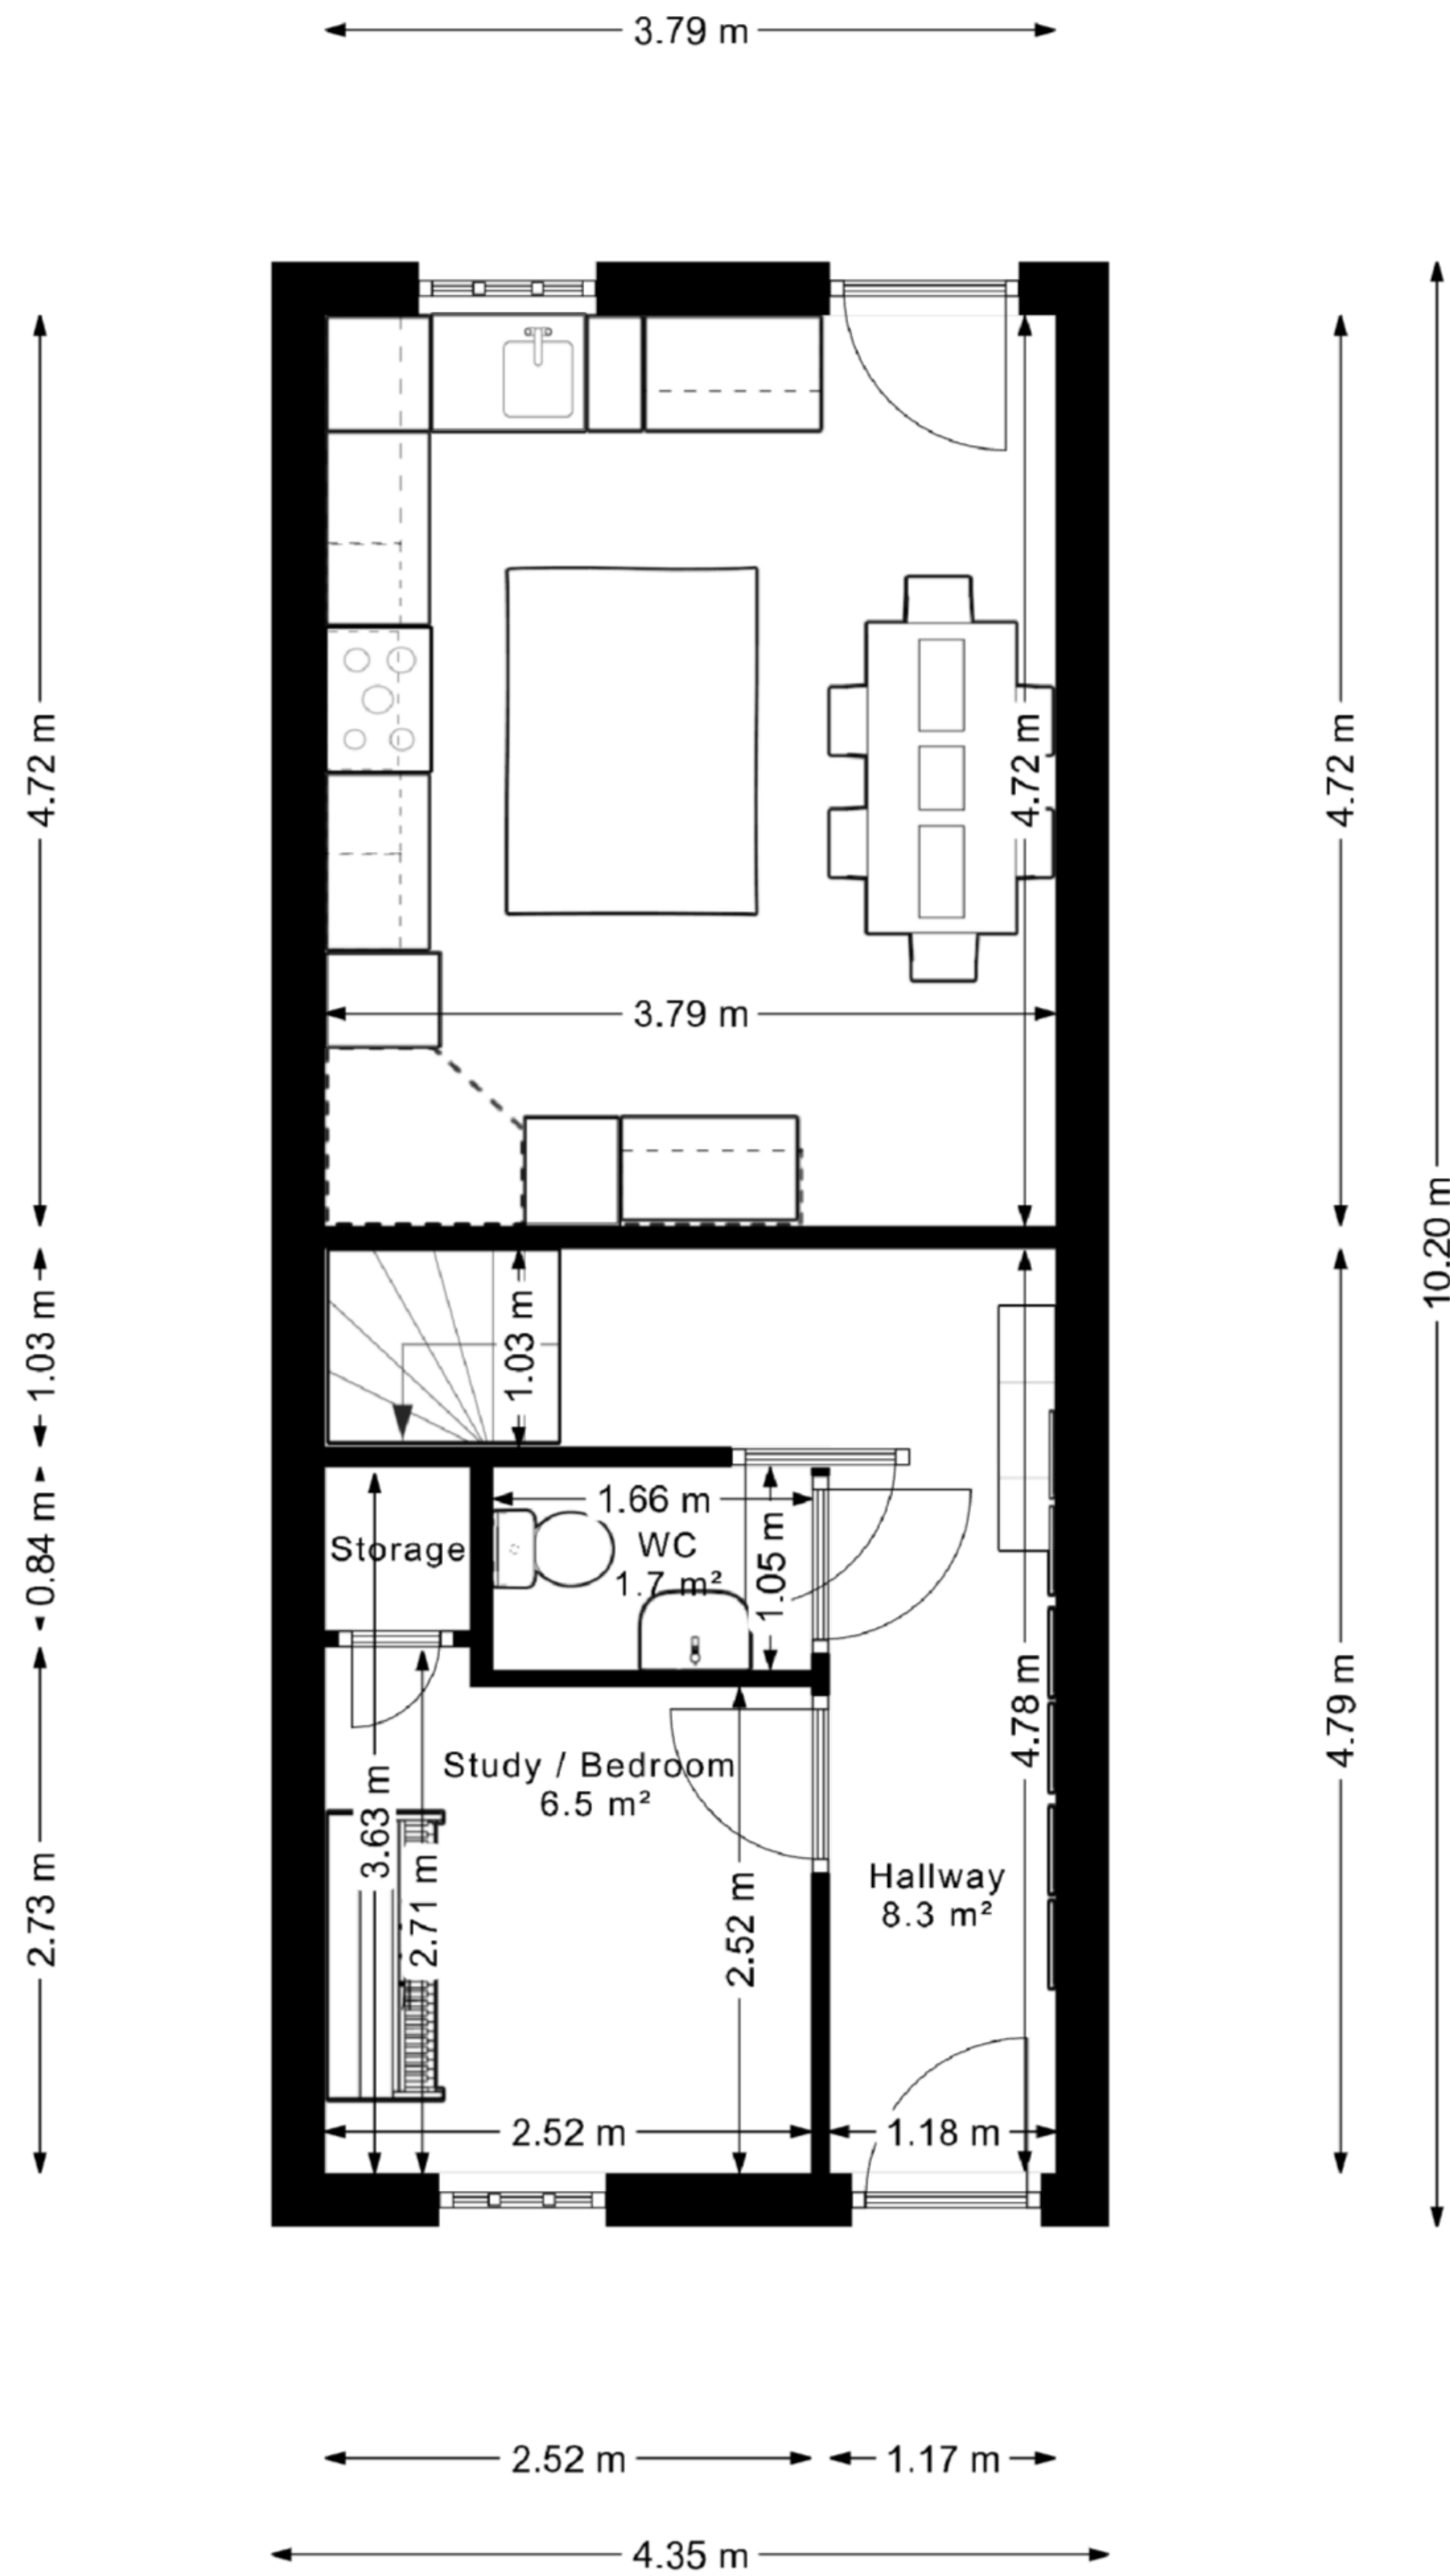 3.79 m
4.72 m
4.72 m
4.72 m
10.20 m
3.79 m
1.03 m
1.03 m
0.84 m
1.66 m
Storage
WC
1.7 m²
1.05 m
4.78 m
4.79 m
Study / Bedroom
6.5 m²
3.63 m
2.71 m
2.73 m
2.52 m
Hallway
8.3 m²
2.52 m
1.18 m
2.52 m
1.17 m
4.35 m